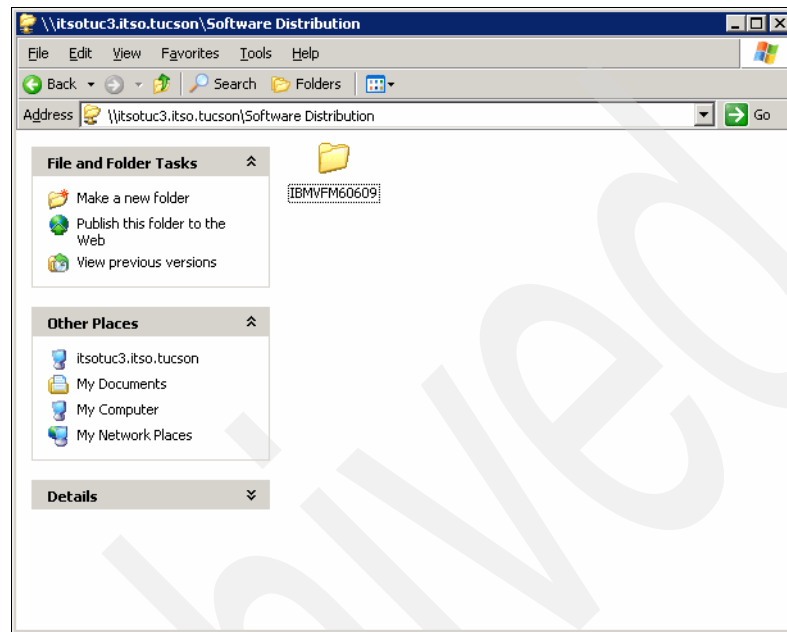 \\itsotuc3.itso.tucson\Software Distribution
File Edit View Favorites Tools Help
Back Search Folders
Address \\itsotuc3.itso.tucson\Software Distribution Go
File and Folder Tasks
Make a new folder
Publish this folder to the
Web
View previous versions
IBMVFM60609
Other Places
itsotuc3.itso.tucson
My Documents
My Computer
My Network Places
Details
hived